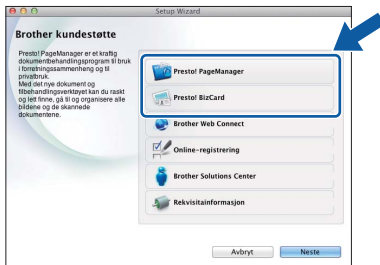 Setup Wizard
Brother kundestøtte
Presto! PageManager er et kraftig
dokumentbehandlingsprogram til bruk
i forretningssammenheng og til
privatbruk.
Med det nye dokument og
filbehandlingsverktøyet kan du raskt
og lett finne, gå til og organisere alle
bildene og de skannede
dokumentene.
Presto! PageManager
Presto! BizCard
Brother Web Connect
Online-registrering
Brother Solutions Center
Rekvisitainformasjon
Avbryt
Neste